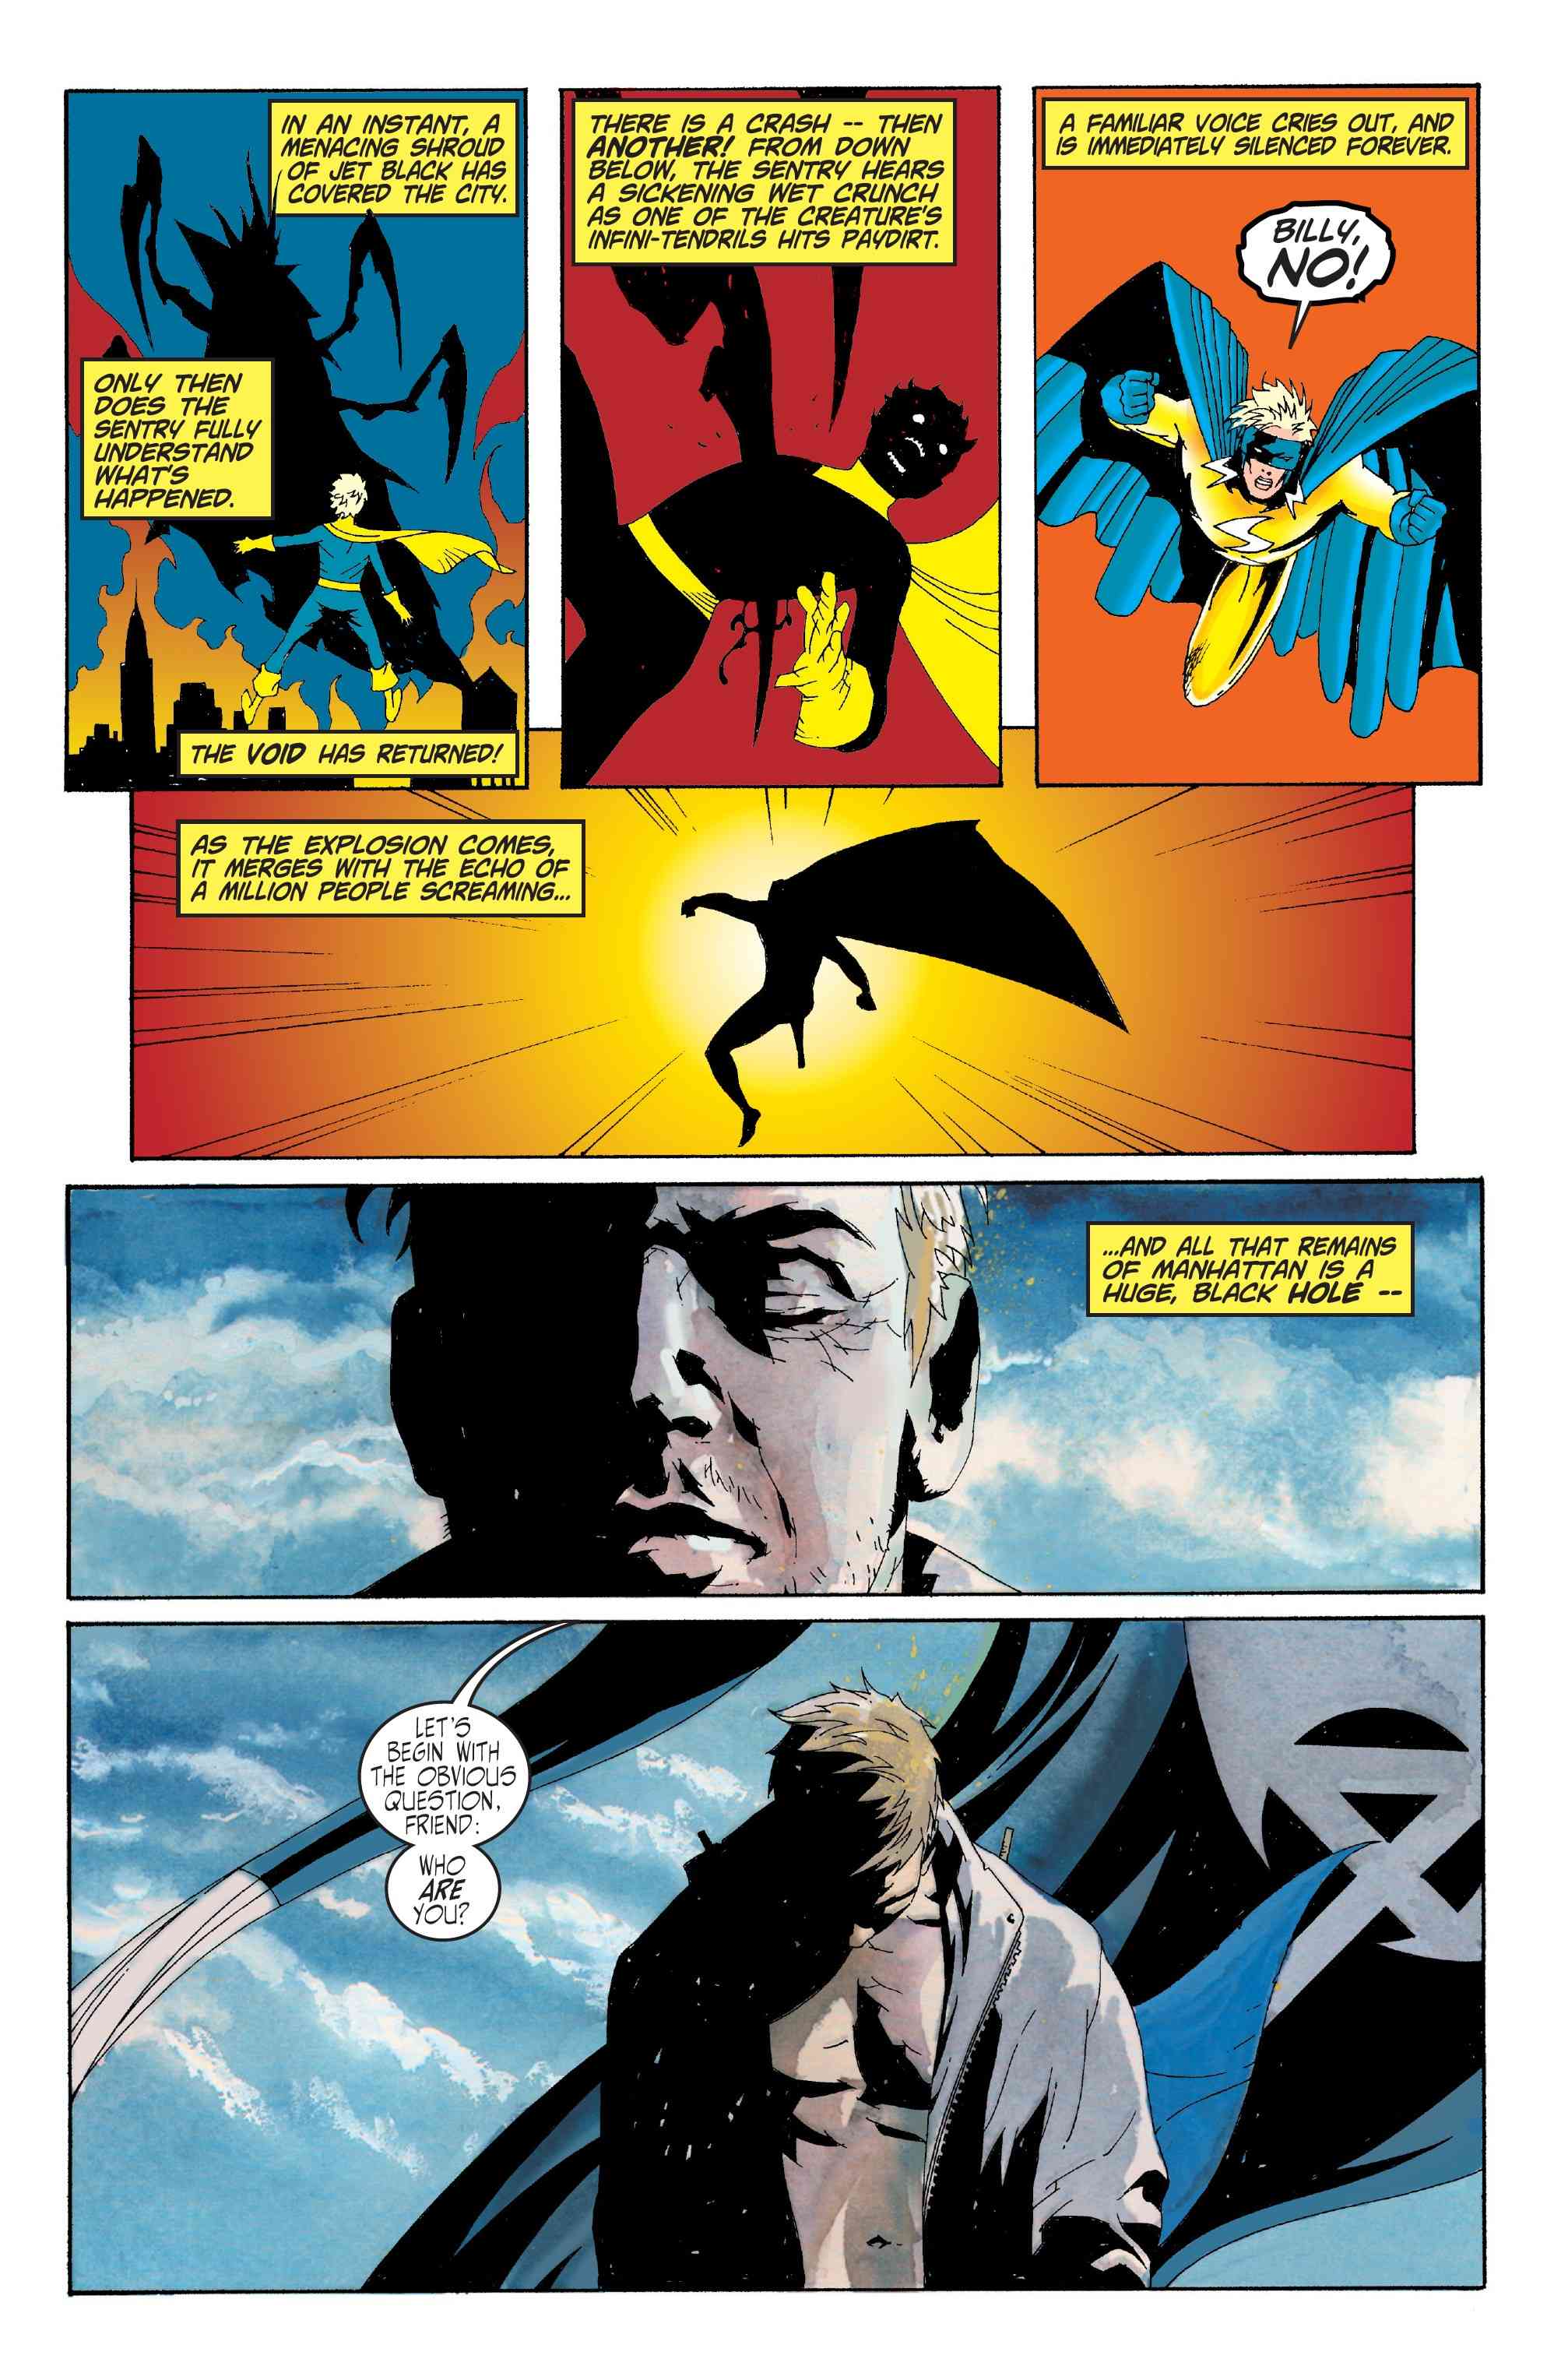 IN AN INSTANT, A
MENACING SHROUD
OF JET BLACK HAS
COVERED THE CITY.
ONLY THEN
DOES THE
SENTRY FULLY
UNDERSTAND
WHAT'S
HAPPENED.
THE VOID HAS RETURNED!
THERE IS A CRASH -- THEN
ANOTHER! FROM DOWN
BELOW, THE SENTRY HEARS
A SICKENING WET CRUNCH
AS ONE OF THE CREATURE'S
INFINI-TENDRILS HITS PAYDIRT.
A FAMILIAR VOICE CRIES OUT, AND
IS IMMEDIATELY SILENCED FOREVER.
BILLY,
NO!
AS THE EXPLOSION COMES,
IT MERGES WITH THE ECHO OF
A MILLION PEOPLE SCREAMING...
...AND ALL THAT REMAINS
OF MANHATTAN IS A
HUGE, BLACK HOLE --
LET'S
BEGIN WITH
THE OBVIOUS
QUESTION,
FRIEND:
WHO
ARE
YOU?